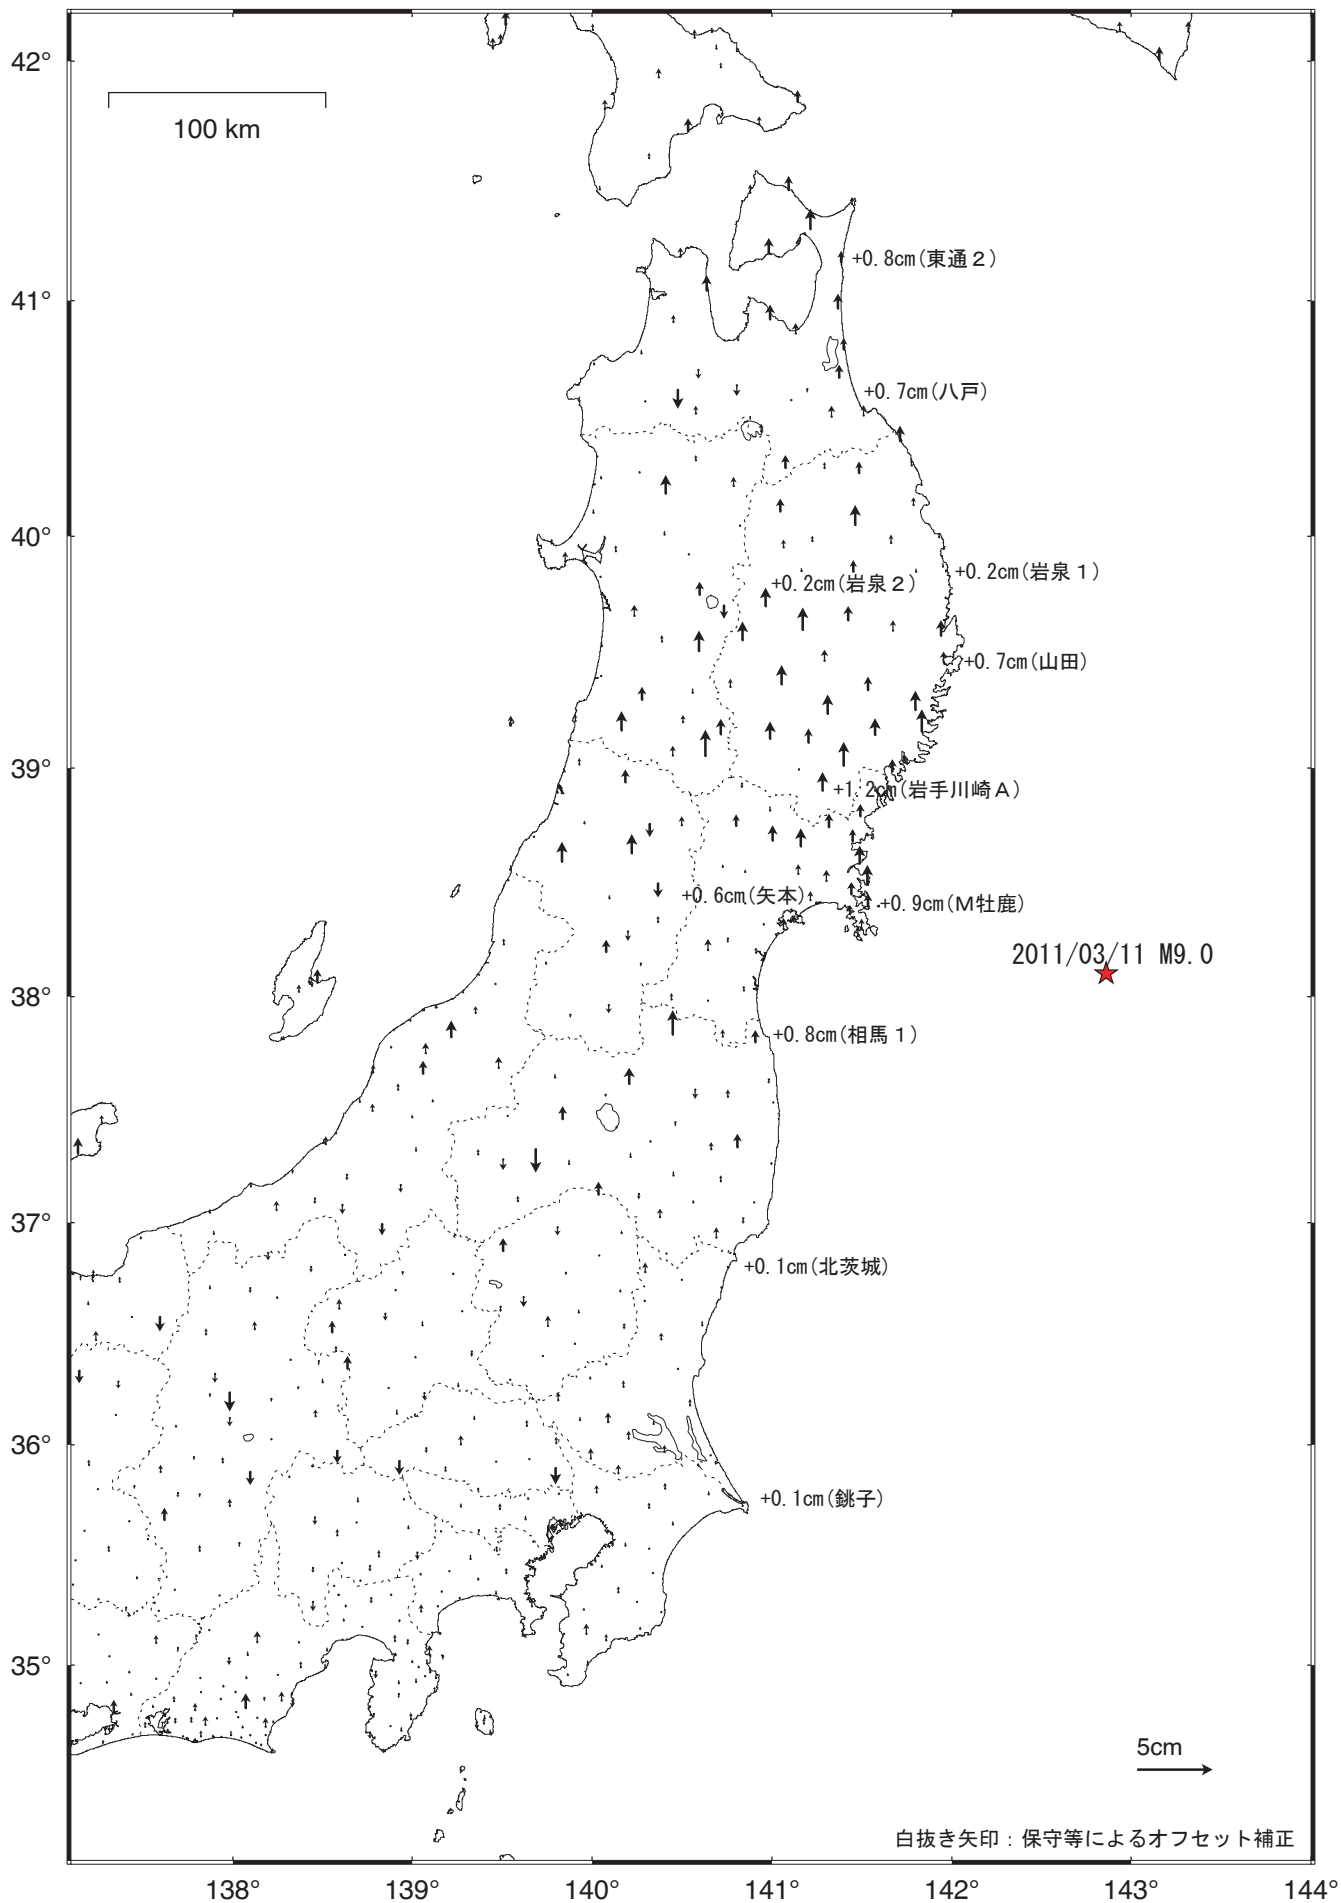 42°
100 km
+0.8cm(東通２)
41°
+0.7cm(八戸)
40°
+0.2cm(岩泉１)
+0.2cm(岩泉２)
+0.7cm(山田)
39°
+1.2cm(岩手川崎Ａ)
+0.6cm(矢本)
+0.9cm(Ｍ牡鹿)
2011/03/11 M9.0
38°
+0.8cm(相馬１)
37°
+0.1cm(北茨城)
36°
+0.1cm(銚子)
35°
5cm
白抜き矢印：保守等によるオフセット補正
138° 139° 140° 141° 142° 143° 144°